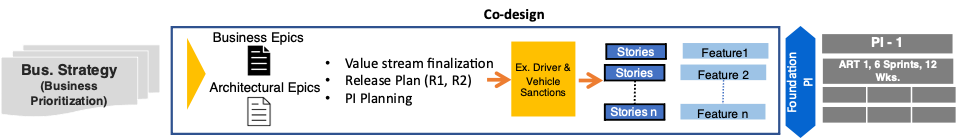 Co-design
Bus. Strategy
(Business
Prioritization)
Business Epics
Architectural Epics
• Value stream finalization
• Release Plan (R1, R2)
• PI Planning
Ex. Driver &
Vehicle
Sanctions
Stories
Stories
Stories n
Feature1
Feature 2
Feature n
Foundation
PI
PI - 1
ART 1, 6 Sprints, 12
Wks.